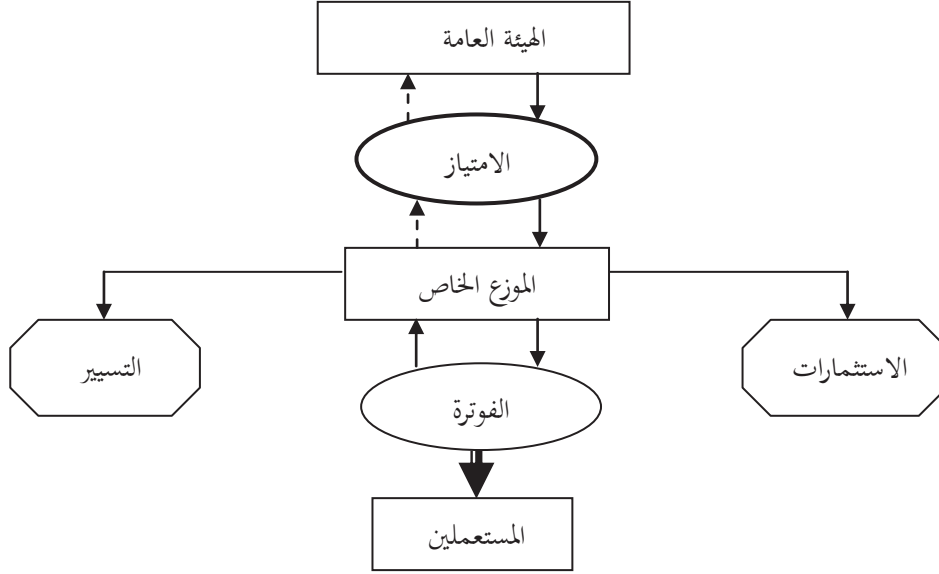 الهيئة العامة
الامتياز
الموزع الخاص
الاستثمارات
التسيير
الفوترة
المستعملين